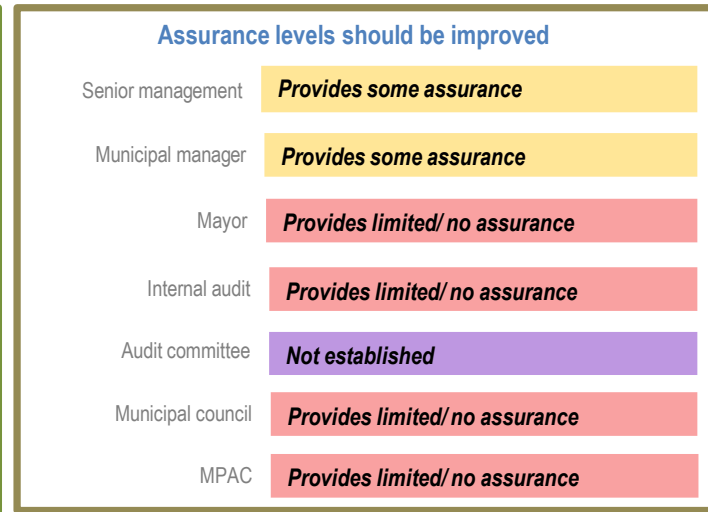 Assurance levels should be improved
Senior management Provides some assurance
Municipal manager Provides some assurance
Mayor Provides limited/ no assurance
Internal audit Provides limited/ no assurance
Audit committee Not established
Municipal council Provides limited/ no assurance
MPAC Provides limited/ no assurance